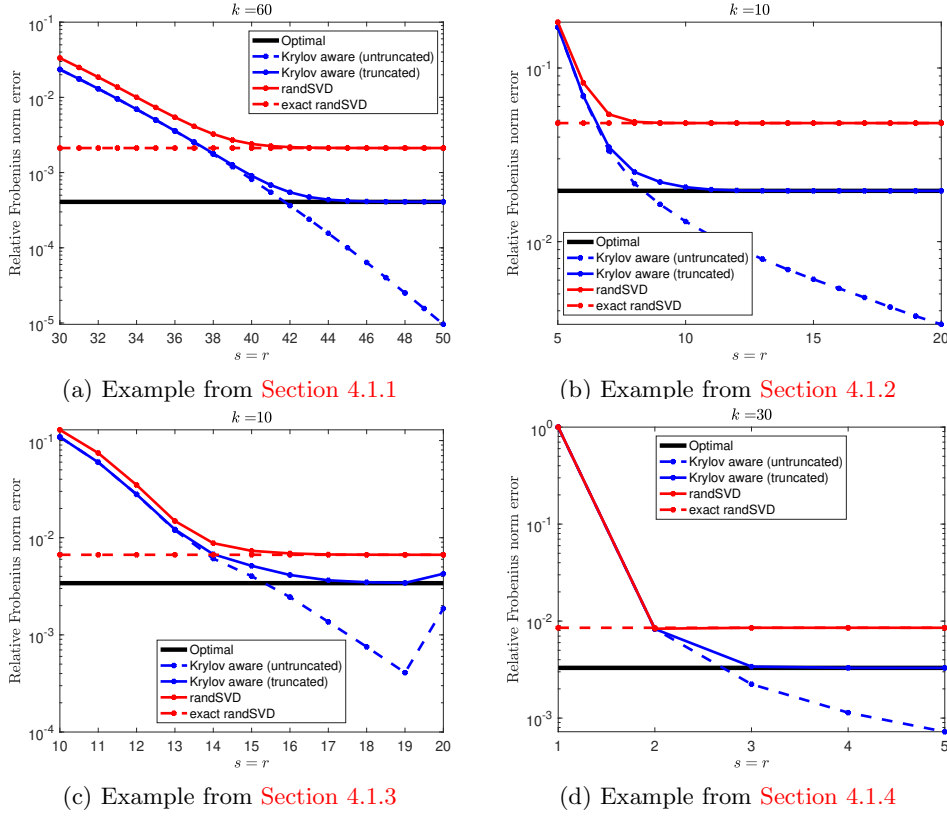 k =60
Relative Frobenius norm error
10^-1
10^-2
10^-3
10^-4
10^-5
Optimal
Krylov aware (untruncated)
Krylov aware (truncated)
randSVD
exact randSVD
30 32 34 36 38 40 42 44 46 48 50
s = r
(a) Example from Section 4.1.1
k =10
Relative Frobenius norm error
10^-1
10^-2
Optimal
Krylov aware (untruncated)
Krylov aware (truncated)
randSVD
exact randSVD
5 10 15 20
s = r
(b) Example from Section 4.1.2
k =10
Relative Frobenius norm error
10^-1
10^-2
10^-3
10^-4
Optimal
Krylov aware (untruncated)
Krylov aware (truncated)
randSVD
exact randSVD
10 11 12 13 14 15 16 17 18 19 20
s = r
(c) Example from Section 4.1.3
k =30
Relative Frobenius norm error
10^0
10^-1
10^-2
10^-3
Optimal
Krylov aware (untruncated)
Krylov aware (truncated)
randSVD
exact randSVD
1 2 3 4 5
s = r
(d) Example from Section 4.1.4